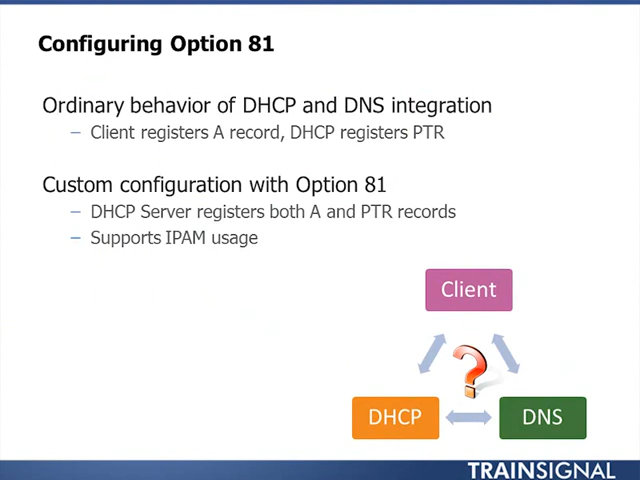 Configuring Option 81
Ordinary behavior of DHCP and DNS integration
– Client registers A record, DHCP registers PTR
Custom configuration with Option 81
– DHCP Server registers both A and PTR records
– Supports IPAM usage
Client
?
DHCP
DNS
TRAINSIGNAL